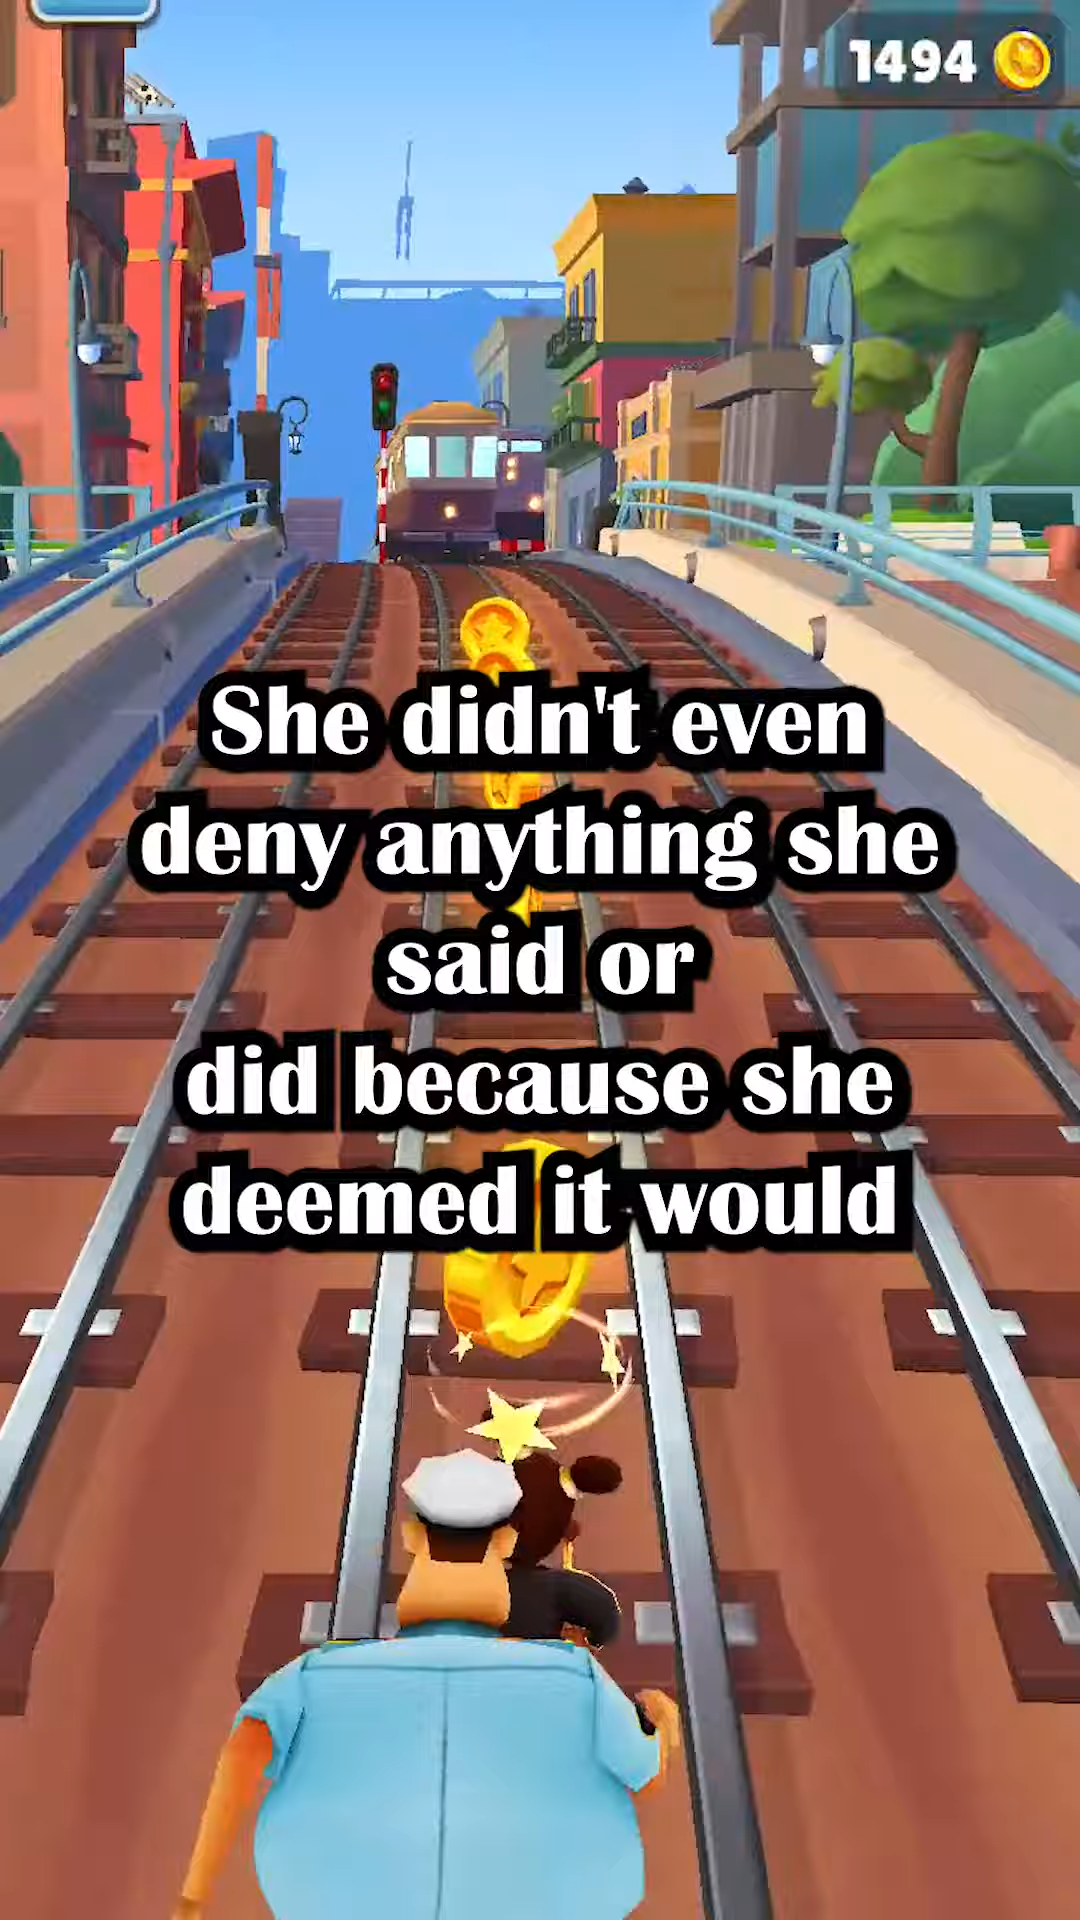 1494
She didn't even
deny anything she
said or
did because she
deemed it would